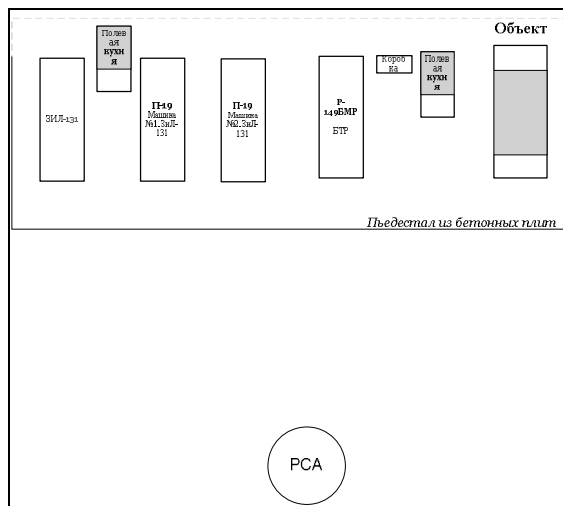 Объект
Полев
ая
кухн
я
Полев
ая
кухн
я
Короб
ка
ЗИЛ-131
П-19
Машина
№1.ЗиЛ-
131
П-19
Машина
№2.ЗиЛ-
131
Р-
149БМР
БТР
Пьедестал из бетонных плит
РСА